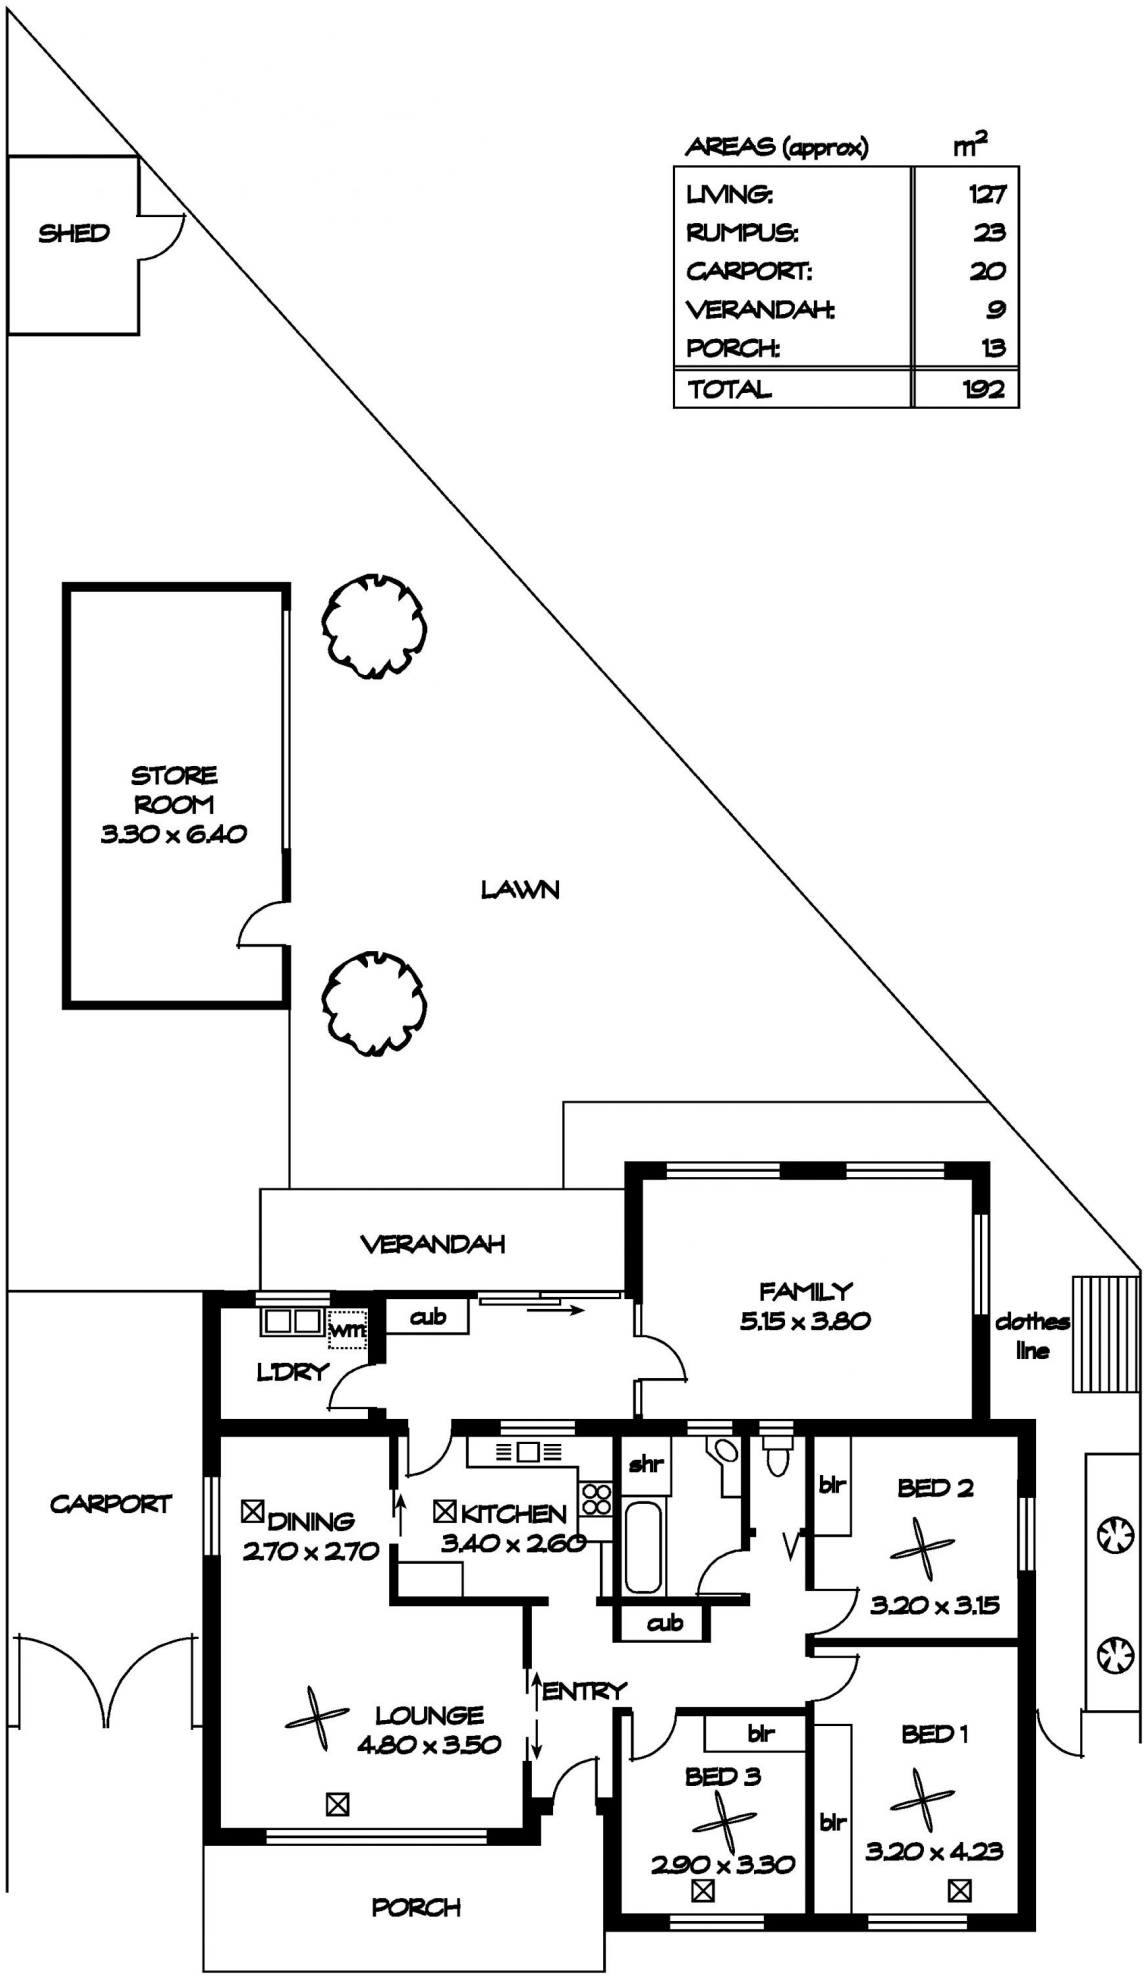 AREAS (approx) m²
LIVING: 127
RUMPUS: 23
CARPORT: 20
VERANDAH: 9
PORCH: 13
TOTAL 192
SHED
STORE
ROOM
3.30 x 6.40
LAWN
VERANDAH
FAMILY
5.15 x 3.80
clothes
line
cub
wm
L'DRY
CARPORT
DINING
2.70 x 2.70
KITCHEN
3.40 x 2.60
shr
blr
BED 2
3.20 x 3.15
cub
ENTRY
LOUNGE
4.80 x 3.50
blr
BED 3
2.90 x 3.30
BED 1
blr
3.20 x 4.23
PORCH